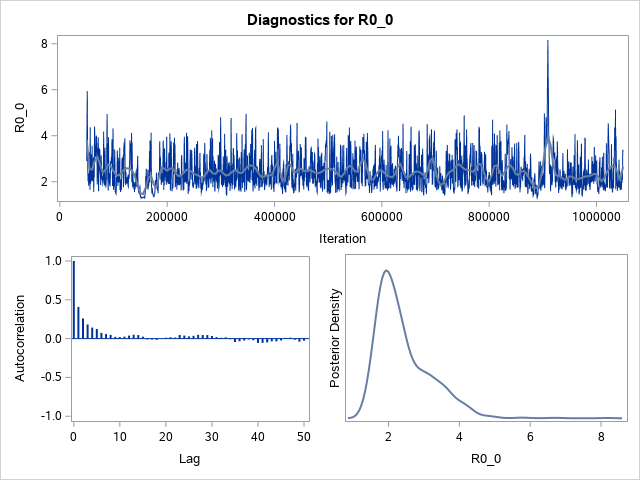 Diagnostics for R0_0
8
6
4
2
R0_0
0 200000 400000 600000 800000 1000000
Iteration
1.0
0.5
0.0
-0.5
-1.0
Autocorrelation
0 10 20 30 40 50
Lag
Posterior Density
2 4 6 8
R0_0